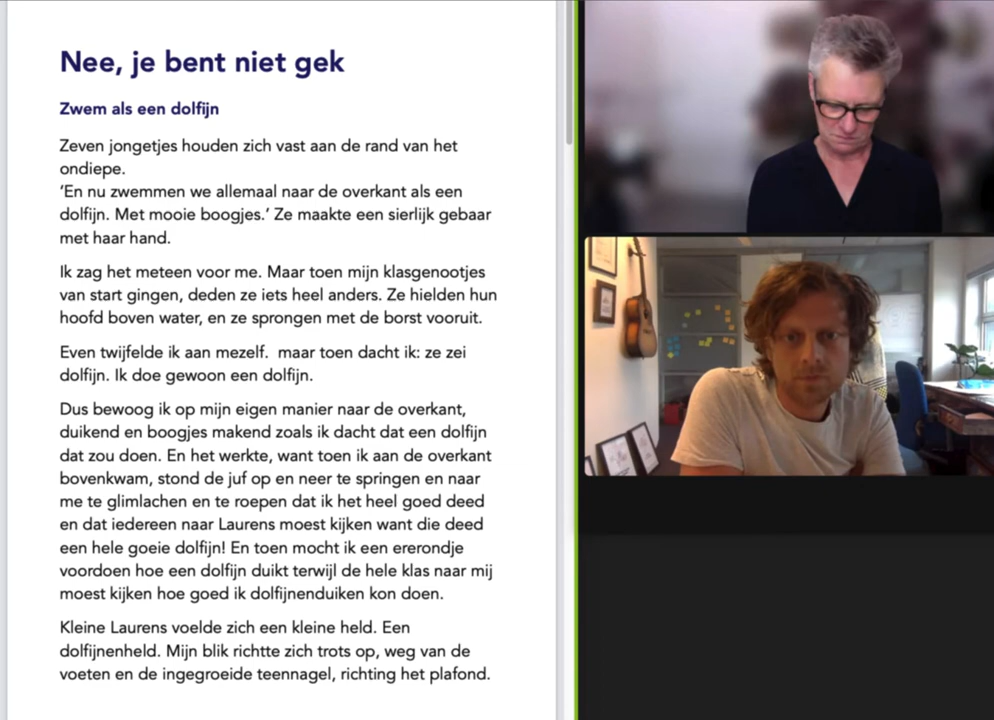 Nee, je bent niet gek
Zwem als een dolfijn
Zeven jongetjes houden zich vast aan de rand van het
ondiepe.
‘En nu zwemmen we allemaal naar de overkant als een
dolfijn. Met mooie boogjes.’ Ze maakte een sierlijk gebaar
met haar hand.
Ik zag het meteen voor me. Maar toen mijn klasgenootjes
van start gingen, deden ze iets heel anders. Ze hielden hun
hoofd boven water, en ze sprongen met de borst vooruit.
Even twijfelde ik aan mezelf.  maar toen dacht ik: ze zei
dolfijn. Ik doe gewoon een dolfijn.
Dus bewoog ik op mijn eigen manier naar de overkant,
duikend en boogjes makend zoals ik dacht dat een dolfijn
dat zou doen. En het werkte, want toen ik aan de overkant
bovenkwam, stond de juf op en neer te springen en naar
me te glimlachen en te roepen dat ik het heel goed deed
en dat iedereen naar Laurens moest kijken want die deed
een hele goeie dolfijn! En toen mocht ik een ererondje
voordoen hoe een dolfijn duikt terwijl de hele klas naar mij
moest kijken hoe goed ik dolfijnenduiken kon doen.
Kleine Laurens voelde zich een kleine held. Een
dolfijnenheld. Mijn blik richtte zich trots op, weg van de
voeten en de ingegroeide teennagel, richting het plafond.